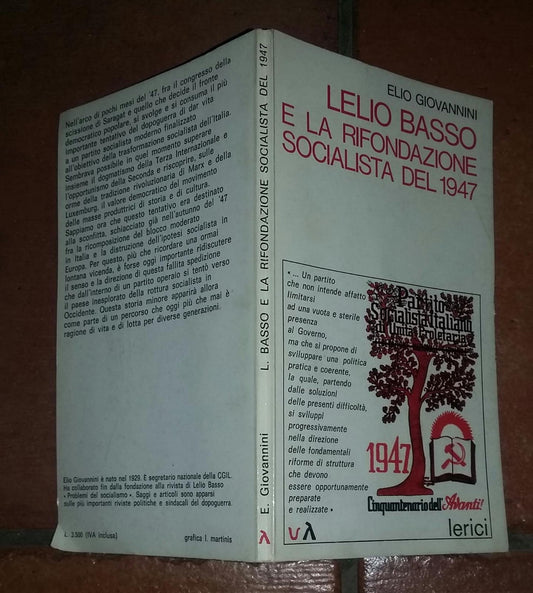 Nell'arco di pochi mesi del '47, fra il congresso della
scissione di Saragat e quello che decide il fronte
democratico popolare, si svolge e si consuma il più
importante tentativo del dopoguerra di dar vita
a un partito socialista moderno finalizzato
all'obiettivo della trasformazione socialista dell'Italia.
Sembrava possibile in quel momento superare
insieme il dogmatismo della Terza Internazionale e
l'opportunismo della Seconda e riscoprire, sulle
orme della tradizione rivoluzionaria di Marx e della
Luxemburg, il valore democratico del movimento
delle masse produttrici di storia e di cultura.
Sappiamo ora che questo tentativo era destinato
alla sconfitta, schiacciato già nell'autunno del '47
fra la ricomposizione del blocco moderato
in Italia e la distruzione dell'ipotesi socialista in
Europa. Per questo, più che ricordare una ormai
lontana vicenda, è forse oggi importante ridiscutere
il senso e la direzione di questa fallita spedizione
che dall'interno di un partito operaio si tentò verso
il paese inesplorato della rottura socialista in
Occidente. Questa storia minore apparirà allora
come parte di un percorso che oggi più che mai è
ragione di vita e di lotta per diverse generazioni.
Elio Giovannini è nato nel 1929. È segretario nazionale della CGIL.
Ha collaborato fin dalla fondazione alla rivista di Lelio Basso
« Problemi del socialismo ». Saggi e articoli sono apparsi
sulle più importanti riviste politiche e sindacali del dopoguerra.
L. 3.500 (IVA inclusa)
grafica l. martinis
E. Giovannini
L. BASSO E LA RIFONDAZIONE SOCIALISTA DEL 1947
ELIO GIOVANNINI
LELIO BASSO
E LA RIFONDAZIONE
SOCIALISTA DEL 1947
« ... Un partito
che non intende affatto
limitarsi
ad una vuota e sterile
presenza
al Governo,
ma che si propone di
sviluppare una politica
pratica e coerente,
la quale, partendo
dalle soluzioni
delle presenti difficoltà,
si sviluppi
progressivamente
nella direzione
delle fondamentali
riforme di struttura
che devono
essere opportunamente
preparate
e realizzate »
Partito
Socialista Italiano
di Unità Proletaria
1947
Cinquantenario dell'Avanti!
lerici